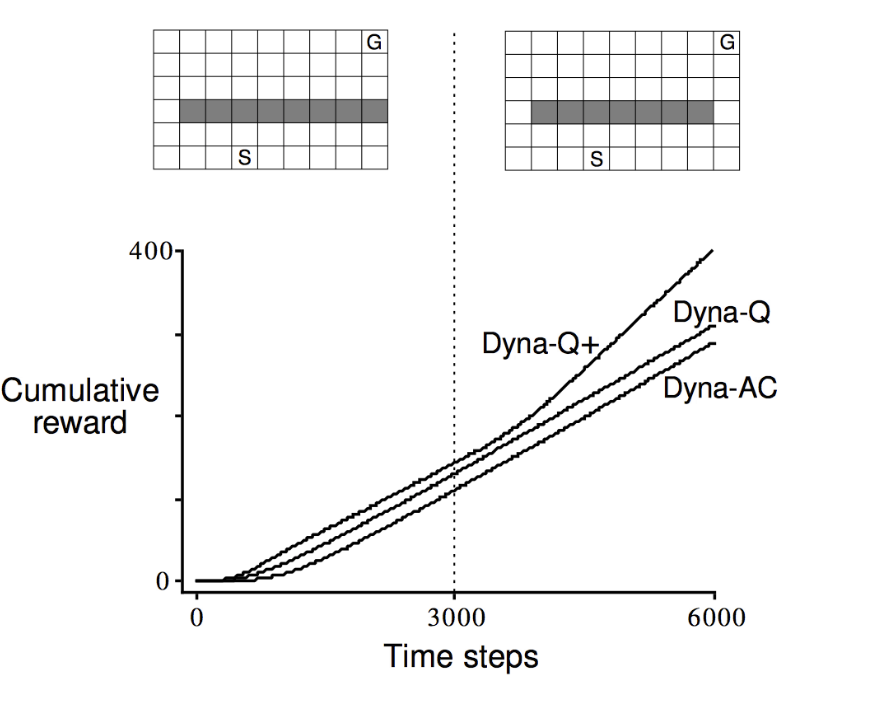 G
G
S
S
400
Dyna-Q
Dyna-Q+
Cumulative
reward
Dyna-AC
0
0
3000
6000
Time steps